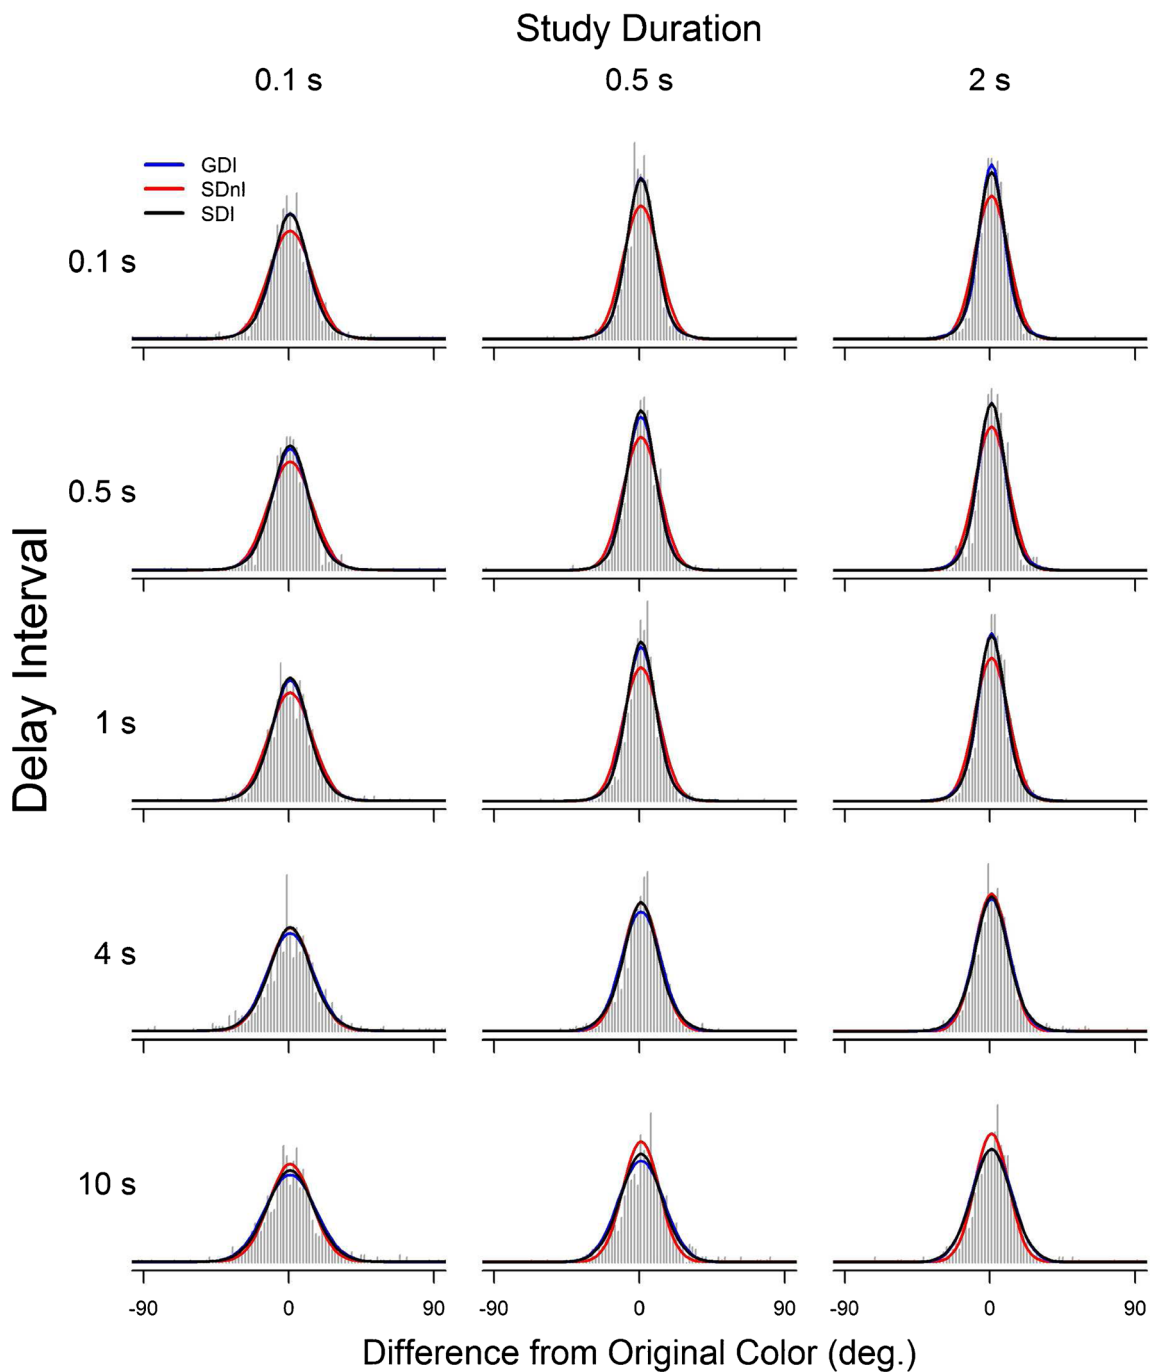 Study Duration
0.1 s 0.5 s 2 s
GDI
SDnI
SDI
0.1 s
0.5 s
Delay Interval
1 s
4 s
10 s
-90 0 90 -90 0 90 -90 0 90
Difference from Original Color (deg.)